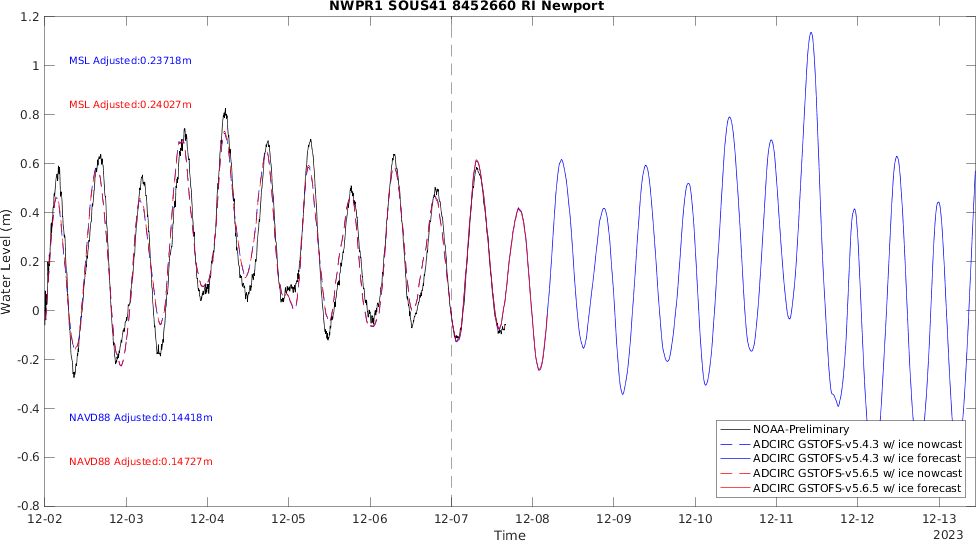 NWPR1 SOUS41 8452660 RI Newport
1.2
1
0.8
0.6
0.4
0.2
0
-0.2
-0.4
-0.6
-0.8
Water Level (m)
MSL Adjusted:0.23718m
MSL Adjusted:0.24027m
NAVD88 Adjusted:0.14418m
NAVD88 Adjusted:0.14727m
NOAA-Preliminary
ADCIRC GSTOFS-v5.4.3 w/ ice nowcast
ADCIRC GSTOFS-v5.4.3 w/ ice forecast
ADCIRC GSTOFS-v5.6.5 w/ ice nowcast
ADCIRC GSTOFS-v5.6.5 w/ ice forecast
12-02 12-03 12-04 12-05 12-06 12-07 12-08 12-09 12-10 12-11 12-12 12-13
Time
2023